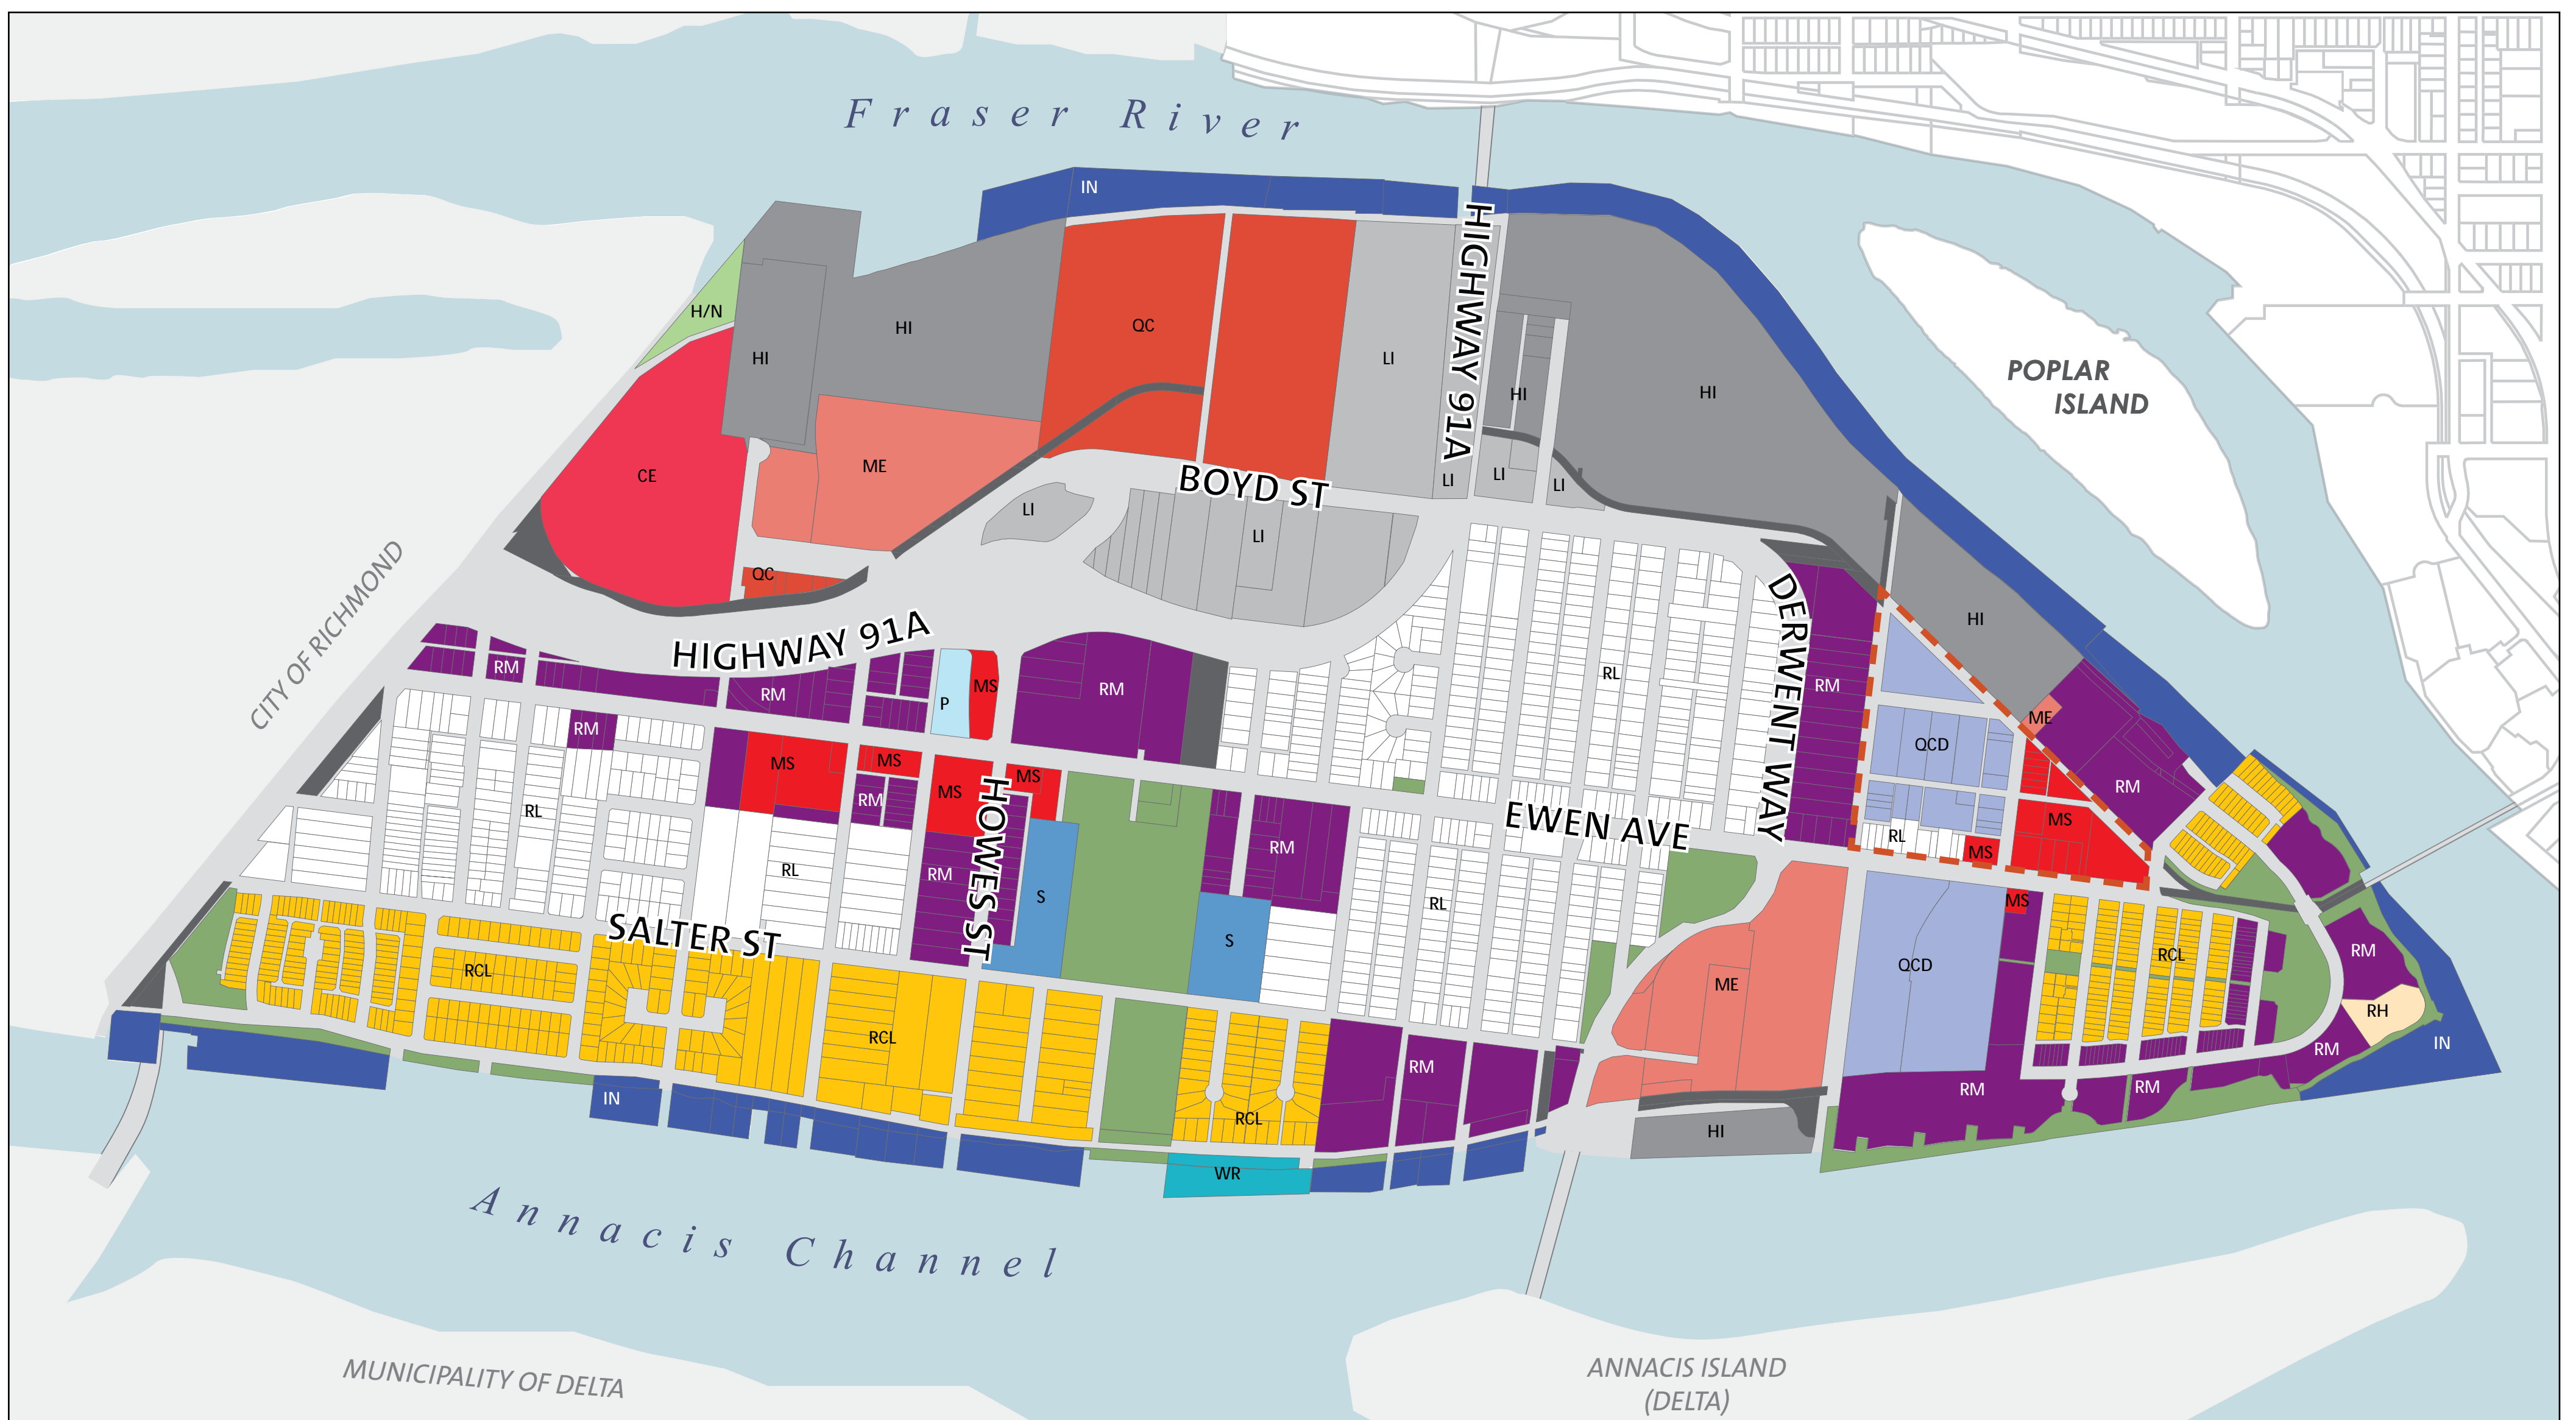 Fraser River
IN
HIGHWAY 91A
H/N
HI
HI
QC
LI
HI
HI
POPLAR
ISLAND
CE
ME
BOYD ST
LI
LI
LI
LI
LI
QC
CITY OF RICHMOND
HIGHWAY 91A
DERWENT WAY
HI
RM
RM
P
MS
RM
RL
RM
ME
RM
MS
MS
MS
MS
RM
HOWES ST
QCD
RM
RL
EWEN AVE
RL
MS
MS
RL
RM
S
RM
RL
MS
SALTER ST
S
RCL
ME
QCD
RCL
RM
RH
RCL
RM
RM
IN
IN
RCL
HI
RM
RM
WR
Annacis Channel
MUNICIPALITY OF DELTA
ANNACIS ISLAND
(DELTA)